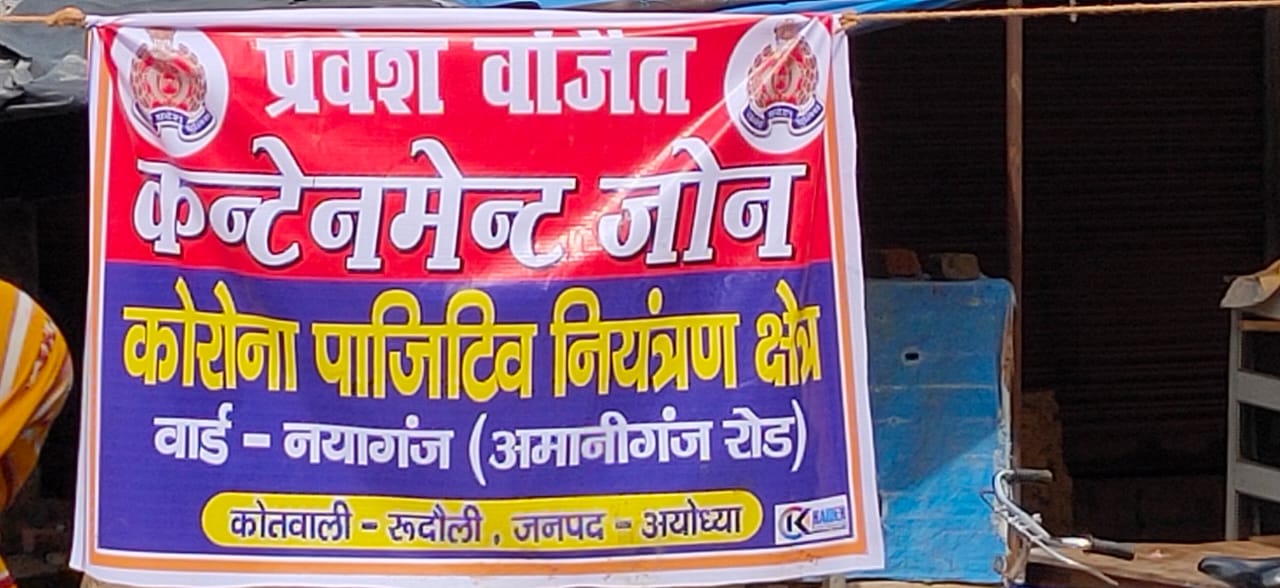 प्रवेश वर्जित
कन्टेनमेन्ट जोन
कोरोना पाजिटिव नियंत्रण क्षेत्र
वार्ड – नयागंज (अमानीगंज रोड)
कोतवाली – रूदौली , जनपद – अयोध्या